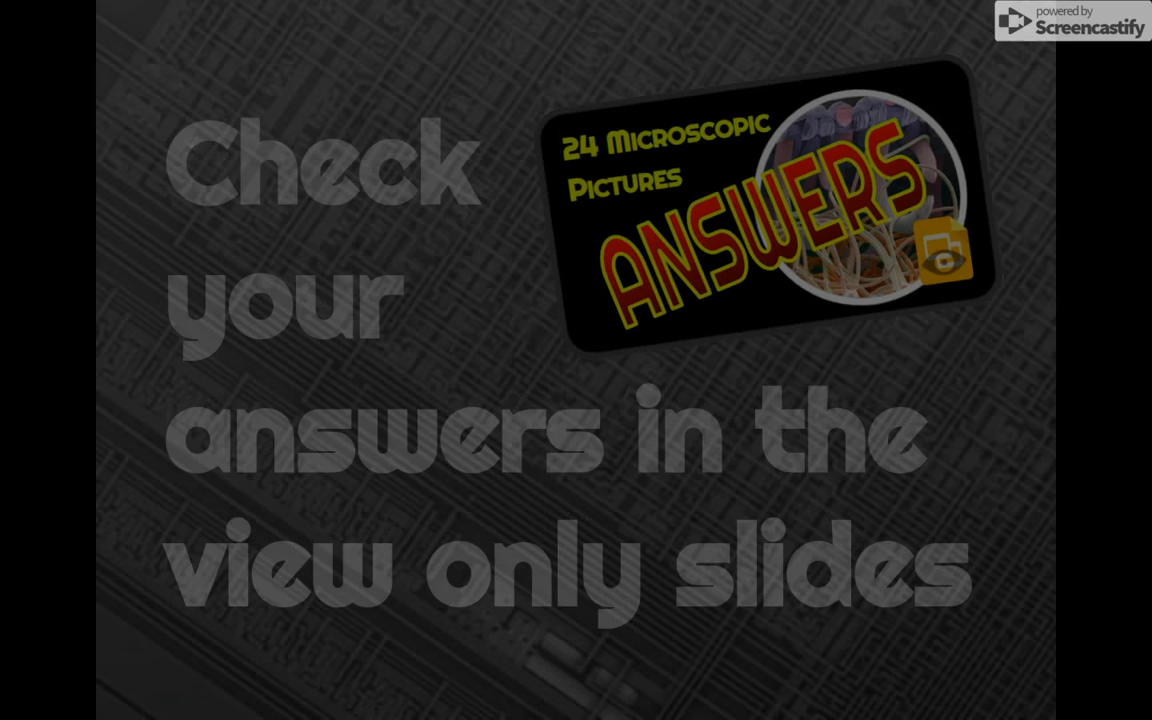 powered by
Screencastify
24 MICROSCOPIC
PICTURES
ANSWERS
Check
your
answers in the
view only slides